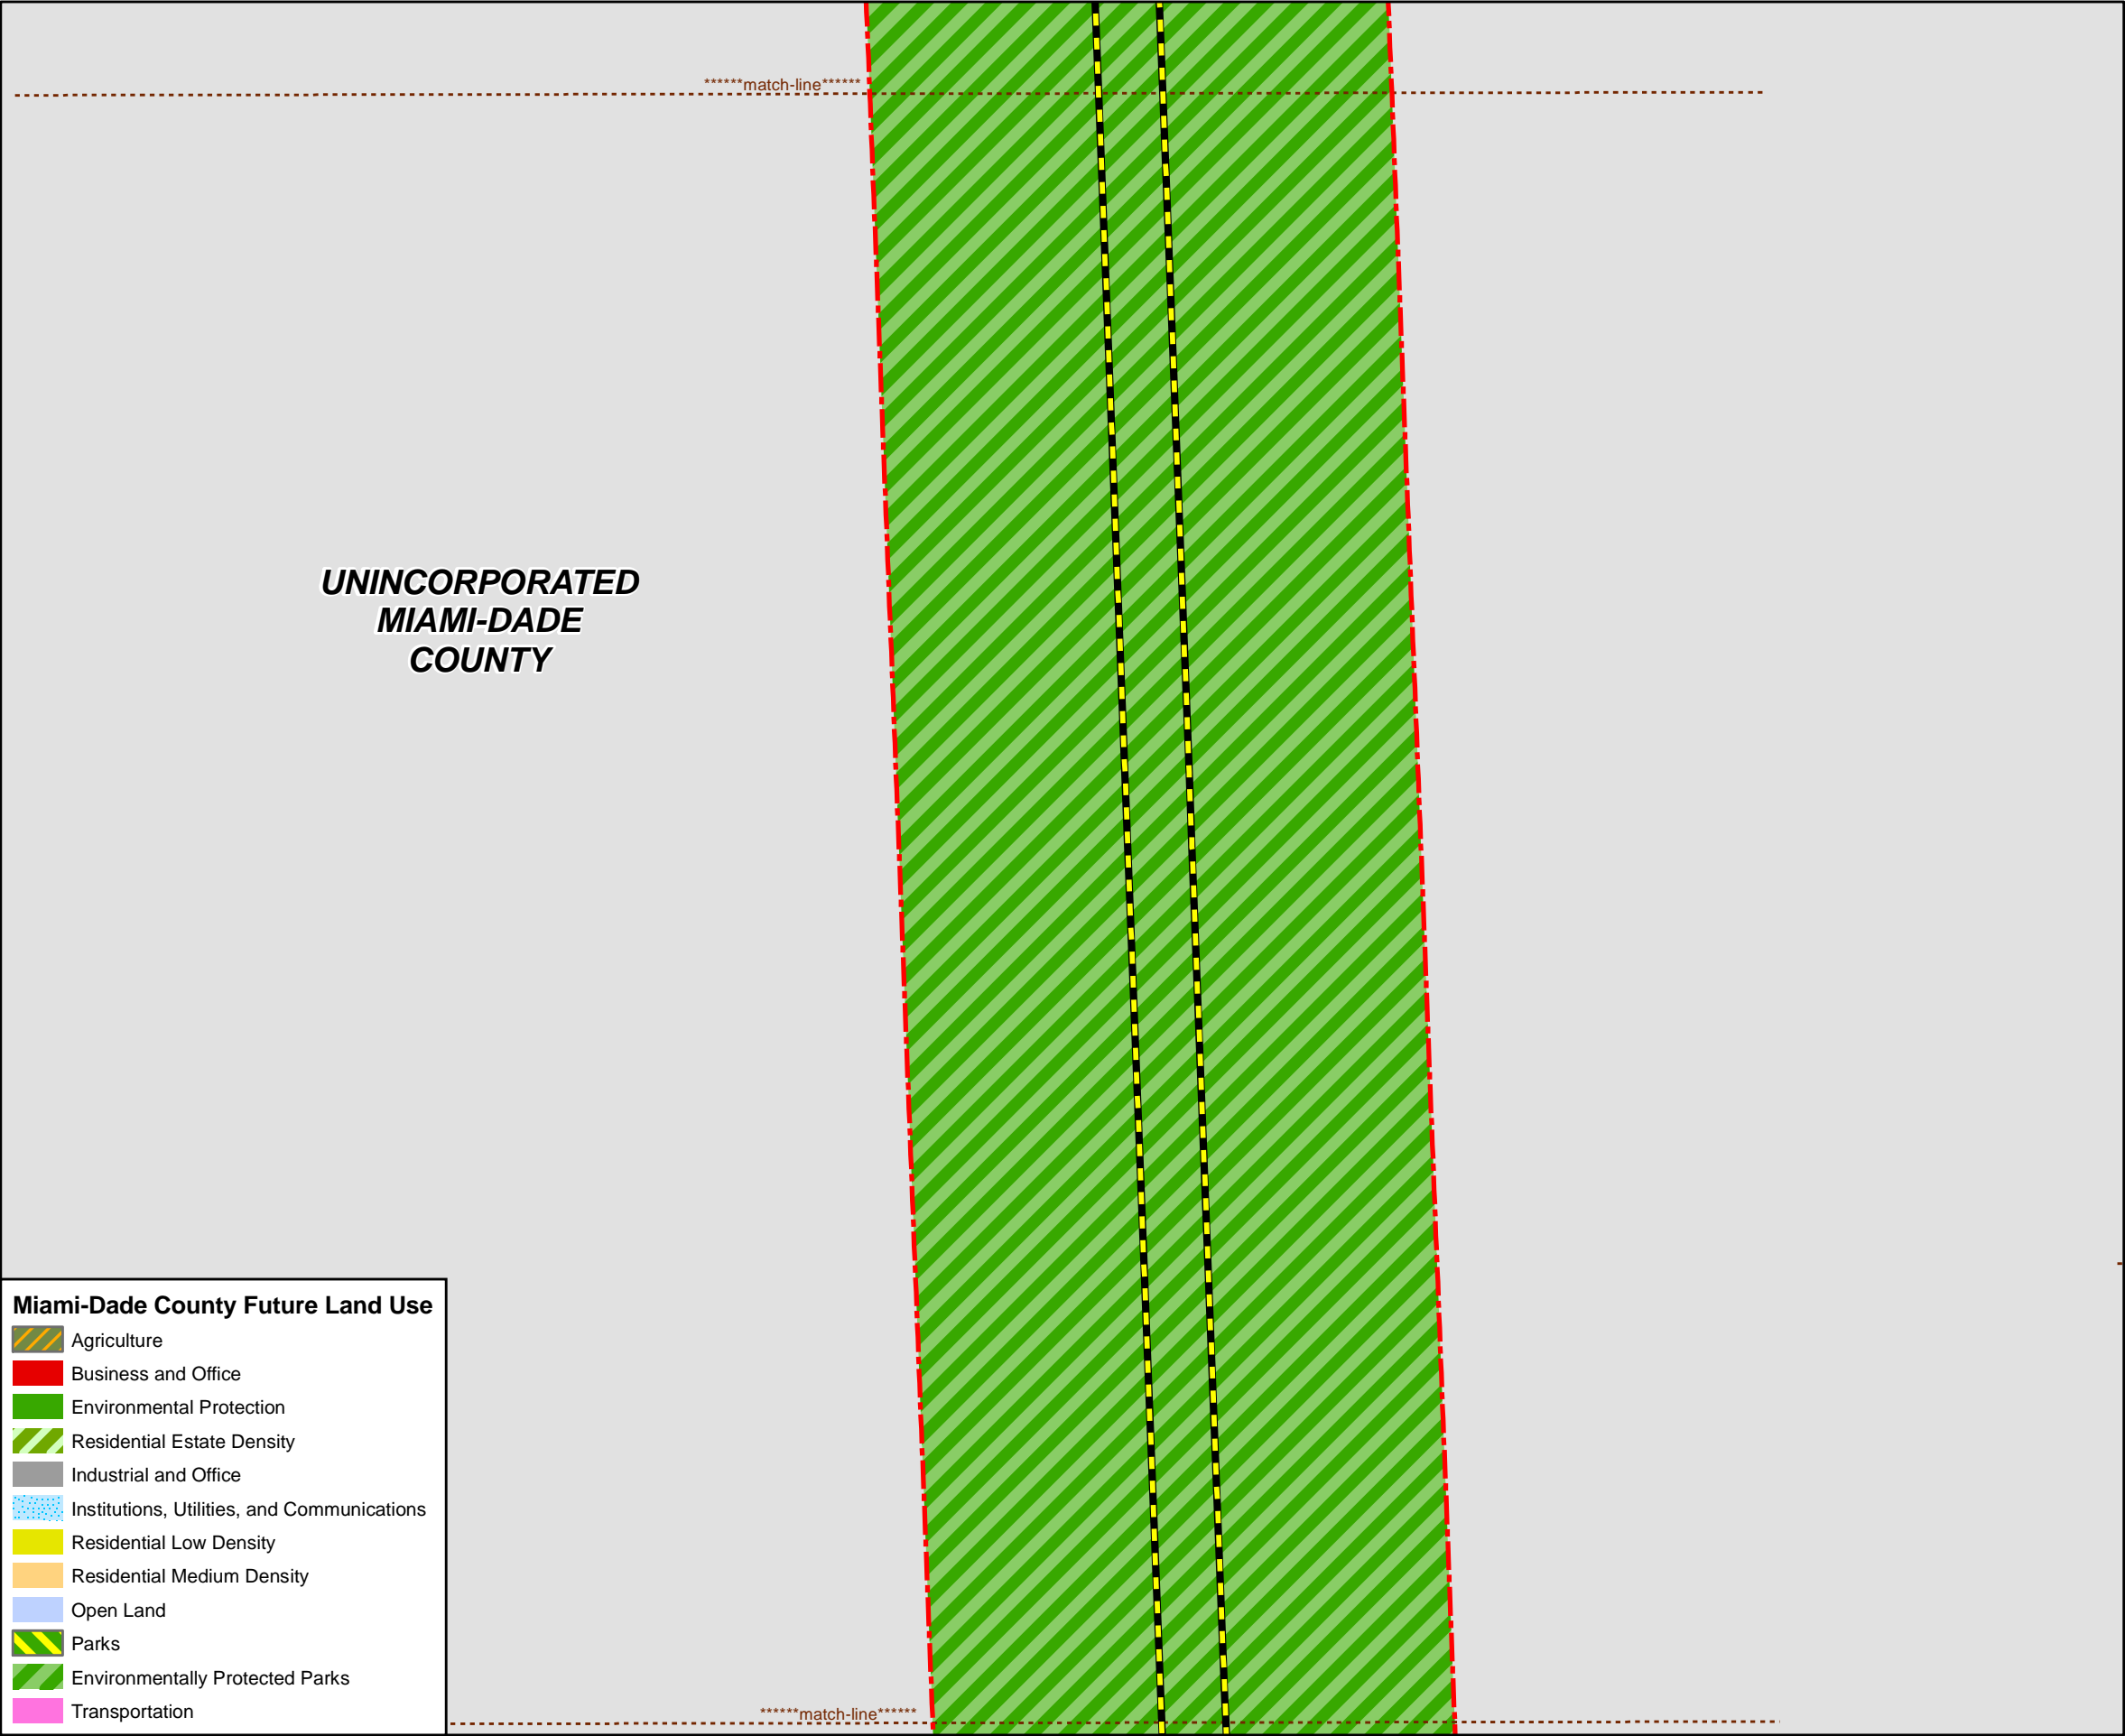 ******match-line******
UNINCORPORATED
MIAMI-DADE
COUNTY
Miami-Dade County Future Land Use
Agriculture
Business and Office
Environmental Protection
Residential Estate Density
Industrial and Office
Institutions, Utilities, and Communications
Residential Low Density
Residential Medium Density
Open Land
Parks
Environmentally Protected Parks
Transportation
******match-line******